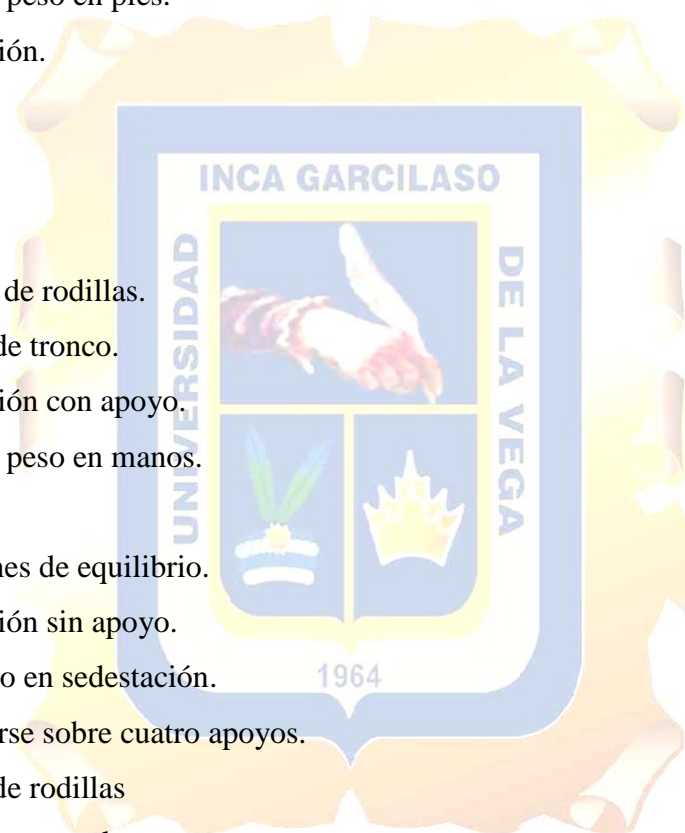 peso en pies.
ión.
INCA GARCILASO
UNIVERSIDAD
DE LA VEGA
de rodillas.
de tronco.
ión con apoyo.
peso en manos.
nes de equilibrio.
ión sin apoyo.
o en sedestación.
1964
rse sobre cuatro apoyos.
de rodillas